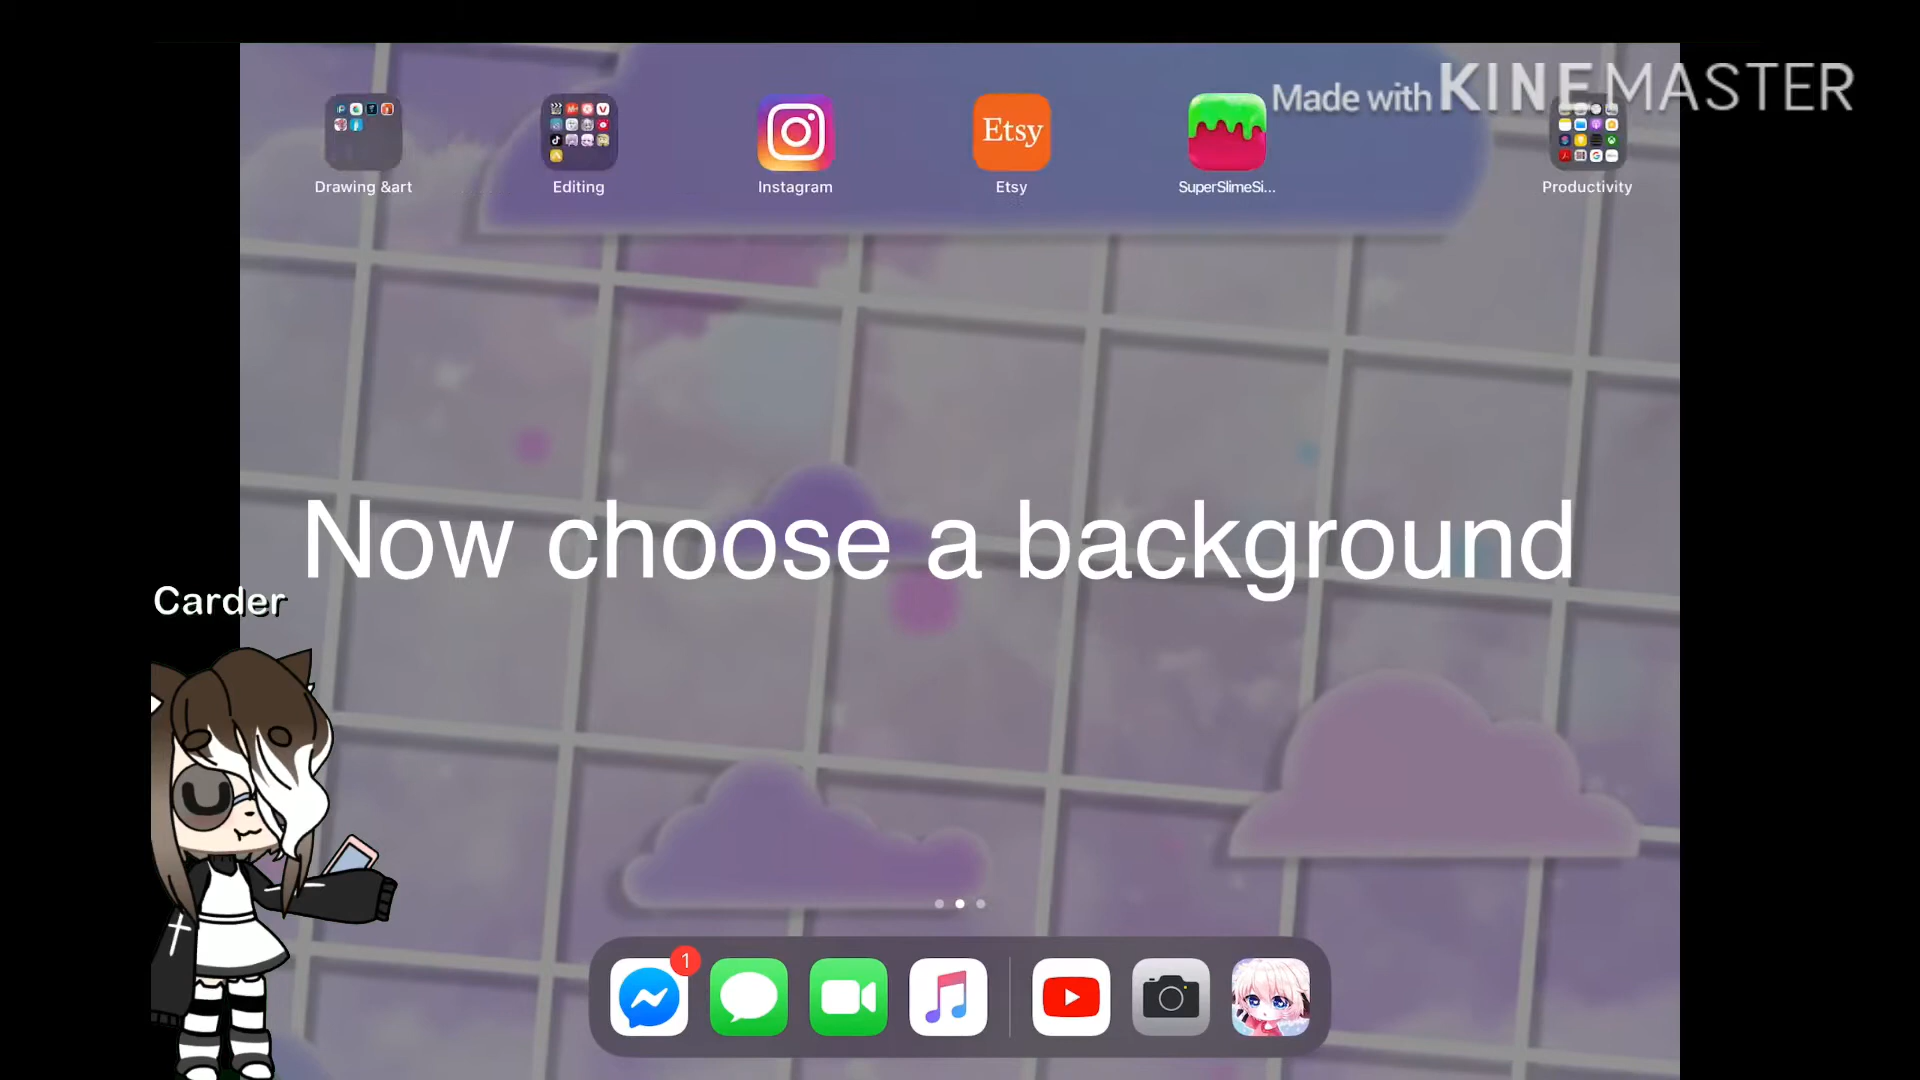 Made with KINEMASTER
Etsy
Drawing &art
Editing
Instagram
Etsy
SuperSlimeSi...
Productivity
Now choose a background
Carder
1